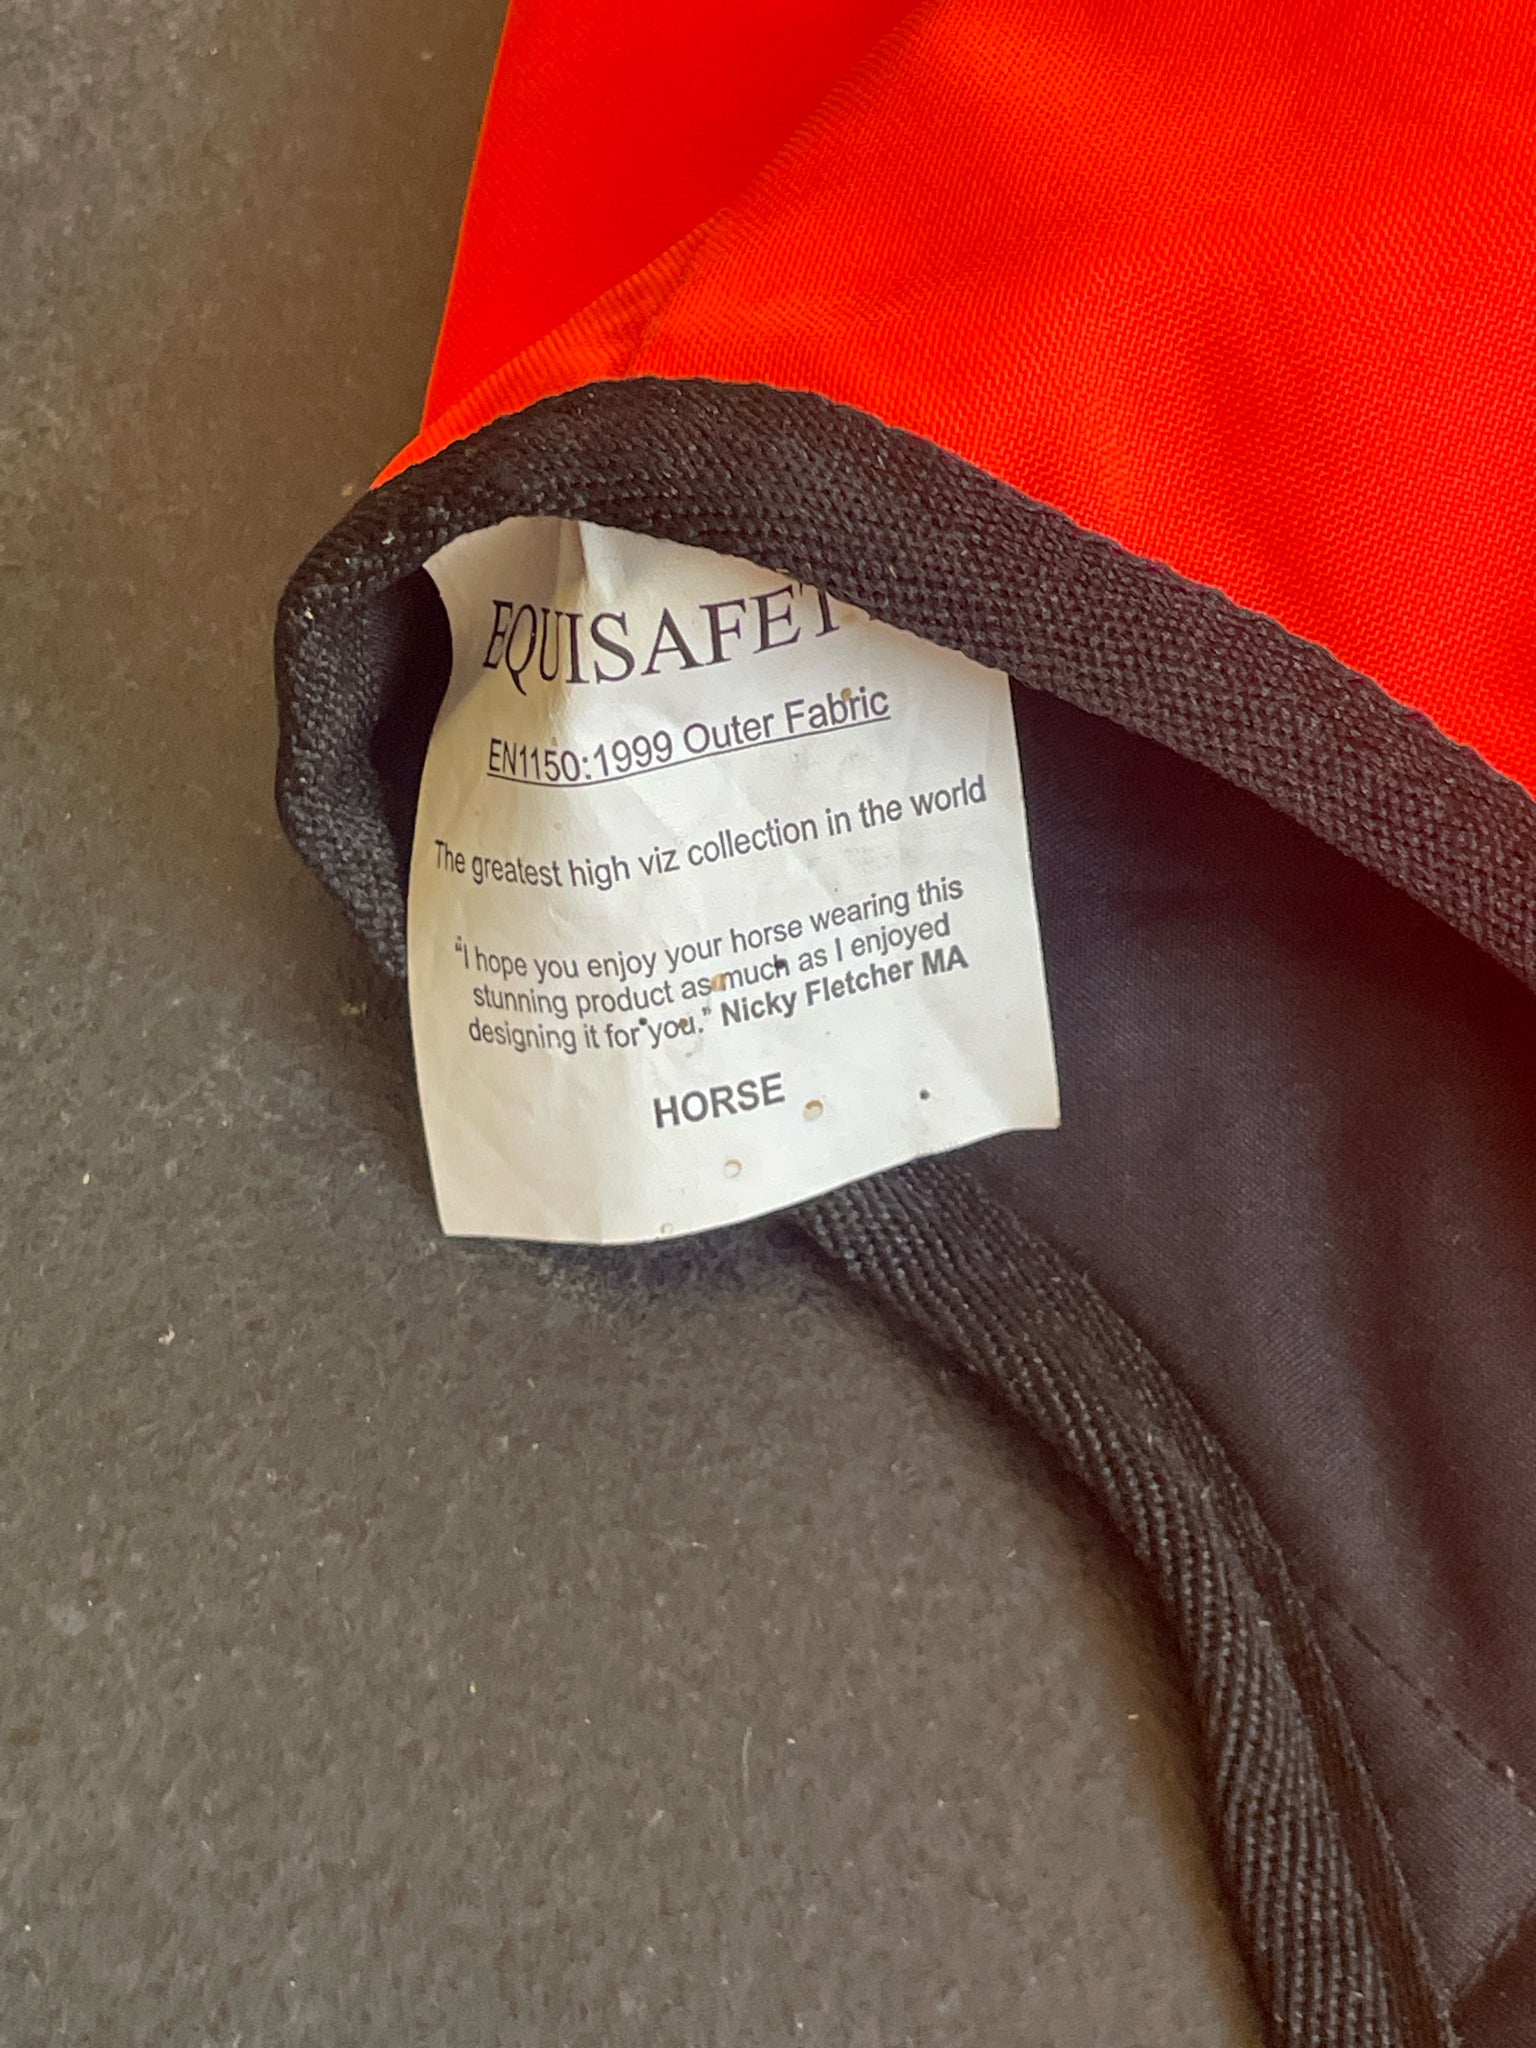 EQUISAFET
EN1150:1999 Outer Fabric
The greatest high viz collection in the world
“I hope you enjoy your horse wearing this
stunning product as much as I enjoyed
designing it for you.” Nicky Fletcher MA
HORSE